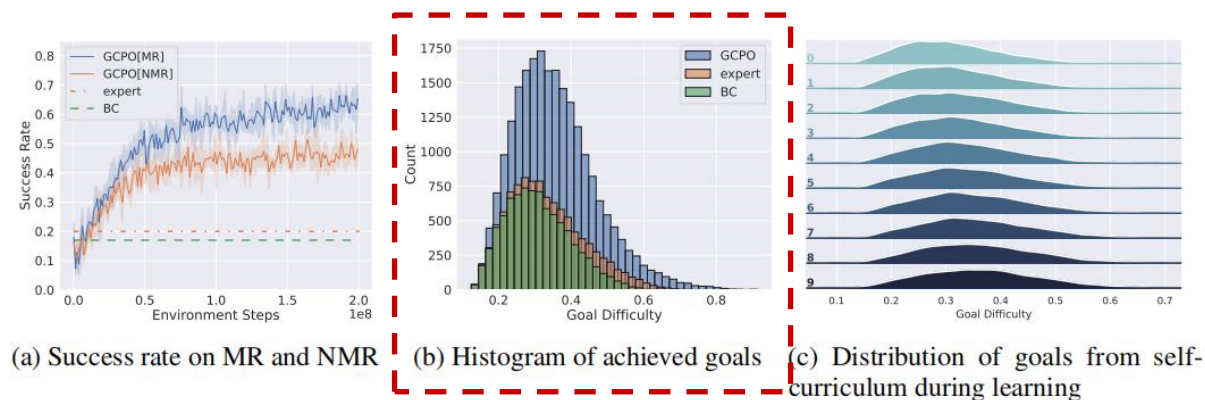 0.8
0.7
0.6
0.5
0.4
0.3
0.2
0.1
0.0
Success Rate
GCPO[MR]
GCPO[NMR]
expert
BC
0.0 0.5 1.0 1.5 2.0
1e8
Environment Steps
(a) Success rate on MR and NMR
1750
1500
1250
1000
750
500
250
0
Count
GCPO
expert
BC
0.2 0.4 0.6 0.8
Goal Difficulty
(b) Histogram of achieved goals
0
1
2
3
4
5
6
7
8
9
0.1 0.2 0.3 0.4 0.5 0.6 0.7
Goal Difficulty
(c) Distribution of goals from self-
curriculum during learning